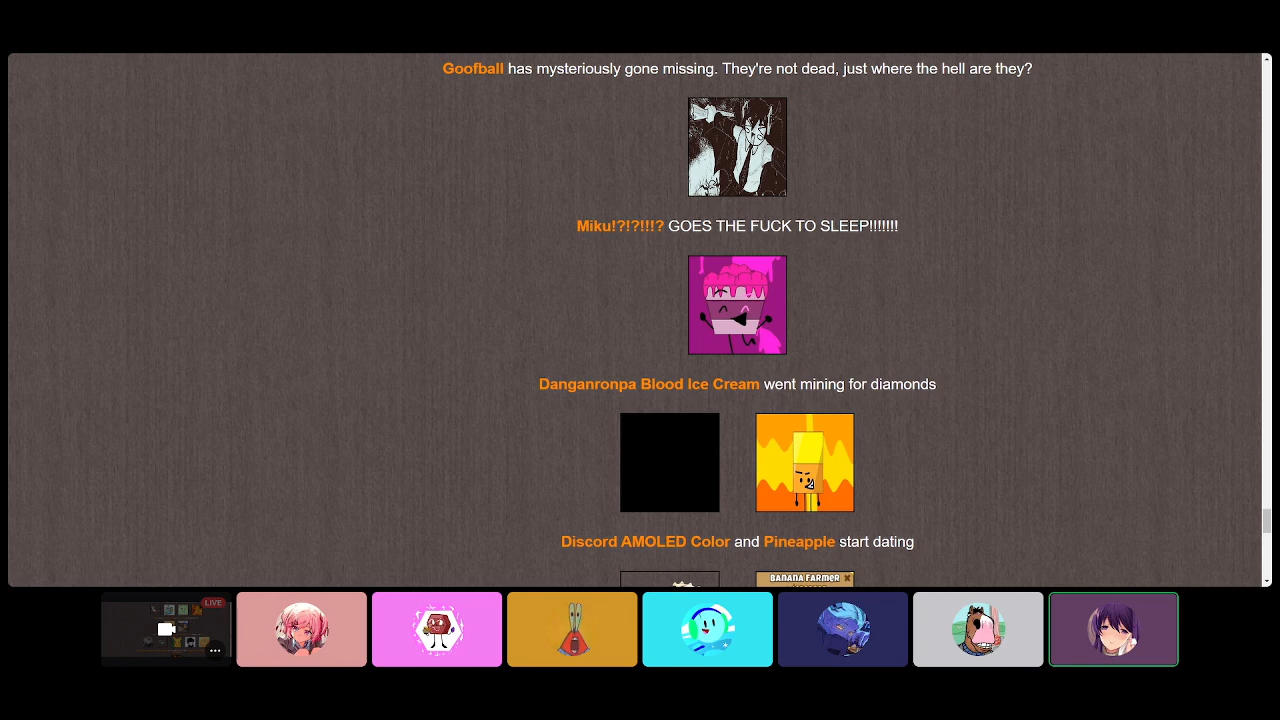 Goofball has mysteriously gone missing. They're not dead, just where the hell are they?
Miku!?!?!!!? GOES THE FUCK TO SLEEP!!!!!!!
Danganronpa Blood Ice Cream went mining for diamonds
Discord AMOLED Color and Pineapple start dating
BANANA FARMER
LIVE